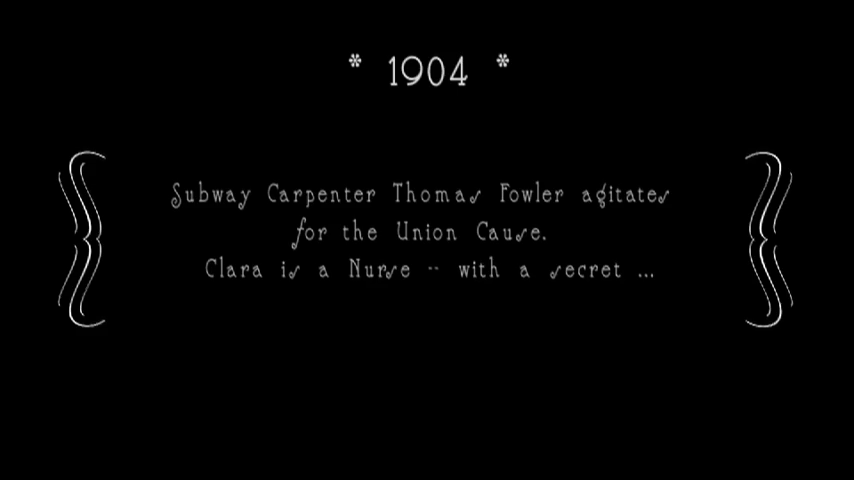 * 1904 *
Subway Carpenter Thomas Fowler agitates
for the Union Cause.
Clara is a Nurse -- with a secret ...